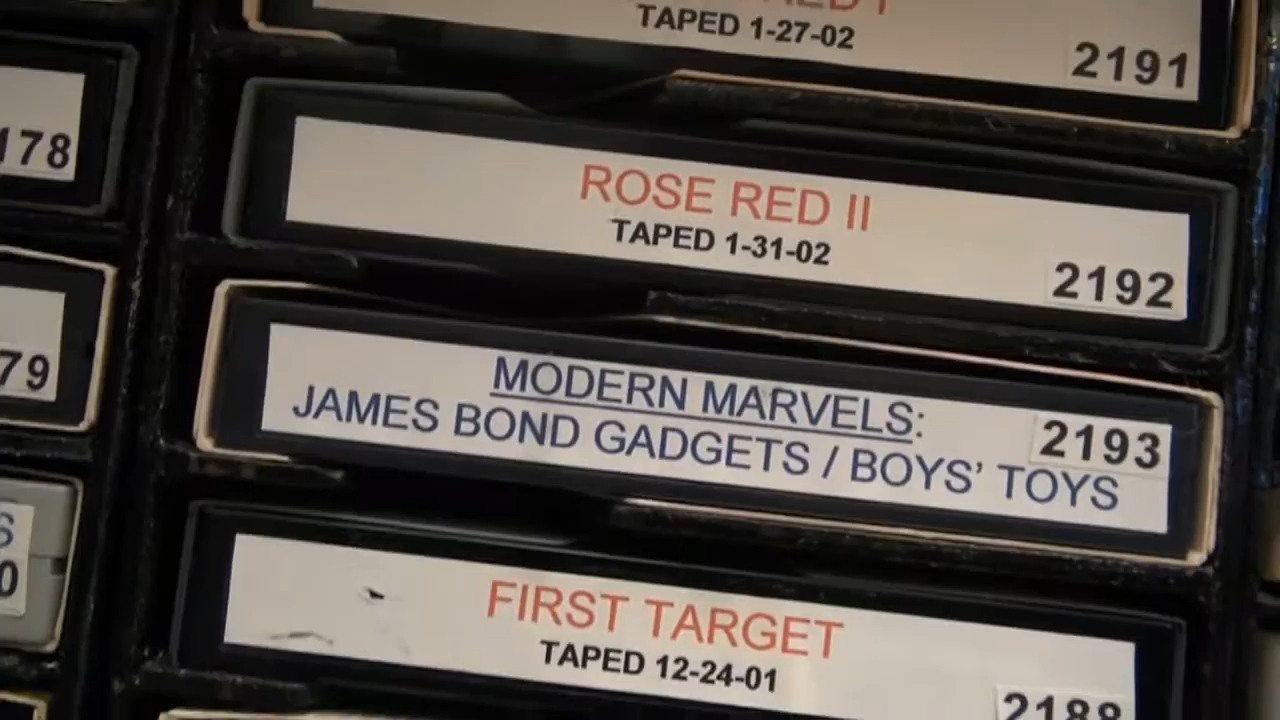 TAPED 1-27-02
2191
178
ROSE RED II
TAPED 1-31-02
2192
79
MODERN MARVELS:
2193
JAMES BOND GADGETS / BOYS' TOYS
S
0
FIRST TARGET
TAPED 12-24-01
2188